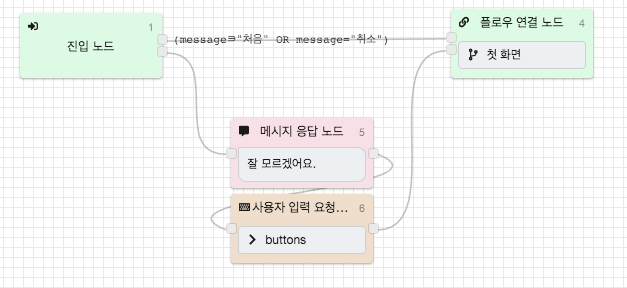 진입 노드 1
(message="처음" OR message="취소")
플로우 연결 노드 4
첫 화면
메시지 응답 노드 5
잘 모르겠어요.
사용자 입력 요청... 6
buttons